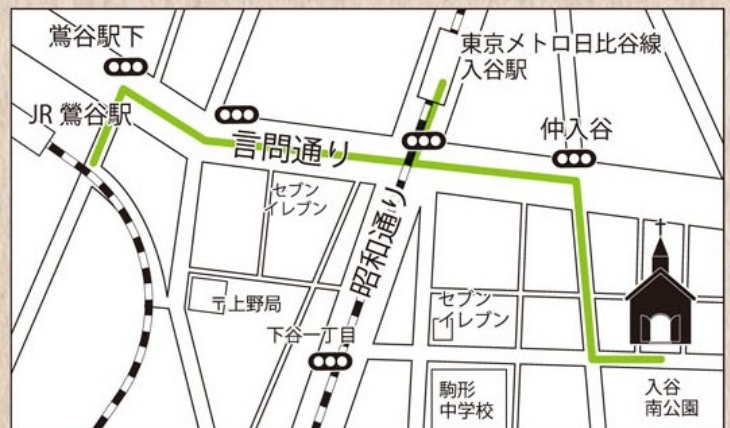 鶯谷駅下
東京メトロ日比谷線
入谷駅
JR 鶯谷駅
仲入谷
言問通り
セブン
イレブン
昭和通り
〒上野局
セブン
イレブン
下谷一丁目
駒形
中学校
入谷
南公園